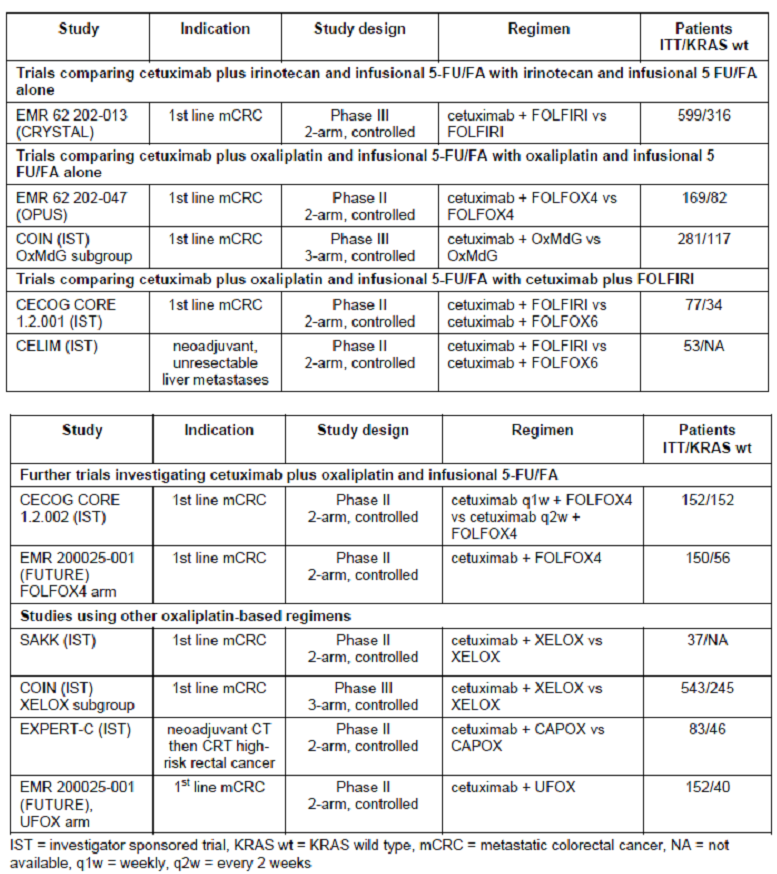 Study Indication Study design Regimen Patients
ITT/KRAS wt
Trials comparing cetuximab plus irinotecan and infusional 5-FU/FA with irinotecan and infusional 5 FU/FA
alone
EMR 62 202-013 1st line mCRC Phase III cetuximab + FOLFIRI vs 599/316
(CRYSTAL) 2-arm, controlled FOLFIRI
Trials comparing cetuximab plus oxaliplatin and infusional 5-FU/FA with oxaliplatin and infusional 5
FU/FA alone
EMR 62 202-047 1st line mCRC Phase II cetuximab + FOLFOX4 vs 169/82
(OPUS) 2-arm, controlled FOLFOX4
COIN (IST) 1st line mCRC Phase III cetuximab + OxMdG vs 281/117
OxMdG subgroup 3-arm, controlled OxMdG
Trials comparing cetuximab plus oxaliplatin and infusional 5-FU/FA with cetuximab plus FOLFIRI
CECOG CORE 1st line mCRC Phase II cetuximab + FOLFIRI vs 77/34
1.2.001 (IST) 2-arm, controlled cetuximab + FOLFOX6
CELIM (IST) neoadjuvant, Phase II cetuximab + FOLFIRI vs 53/NA
unresectable 2-arm, controlled cetuximab + FOLFOX6
liver metastases
Study Indication Study design Regimen Patients
ITT/KRAS wt
Further trials investigating cetuximab plus oxaliplatin and infusional 5-FU/FA
CECOG CORE 1st line mCRC Phase II cetuximab q1w + FOLFOX4 152/152
1.2.002 (IST) 2-arm, controlled vs cetuximab q2w +
FOLFOX4
EMR 200025-001 1st line mCRC Phase II cetuximab + FOLFOX4 150/56
(FUTURE) 2-arm, controlled
FOLFOX4 arm
Studies using other oxaliplatin-based regimens
SAKK (IST) 1st line mCRC Phase II cetuximab + XELOX vs 37/NA
2-arm, controlled XELOX
COIN (IST) 1st line mCRC Phase III cetuximab + XELOX vs 543/245
XELOX subgroup 3-arm, controlled XELOX
EXPERT-C (IST) neoadjuvant CT Phase II cetuximab + CAPOX vs 83/46
then CRT high- 2-arm, controlled CAPOX
risk rectal cancer
EMR 200025-001 1st line mCRC Phase II cetuximab + UFOX 152/40
(FUTURE), 2-arm, controlled
UFOX arm
IST = investigator sponsored trial, KRAS wt = KRAS wild type, mCRC = metastatic colorectal cancer, NA = not
available, q1w = weekly, q2w = every 2 weeks